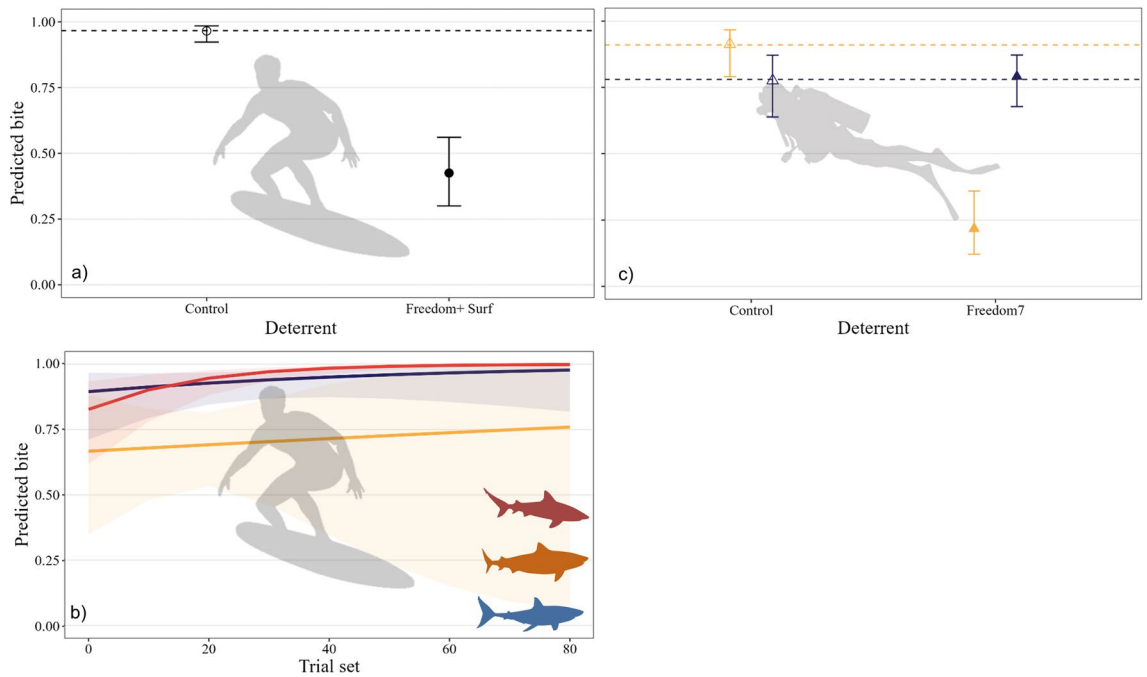 1.00
0.75
0.50
0.25
0.00
Predicted bite
a)
Control
Freedom+ Surf
Deterrent
c)
Control
Freedom7
Deterrent
1.00
0.75
0.50
0.25
0.00
Predicted bite
b)
0
20
40
60
80
Trial set